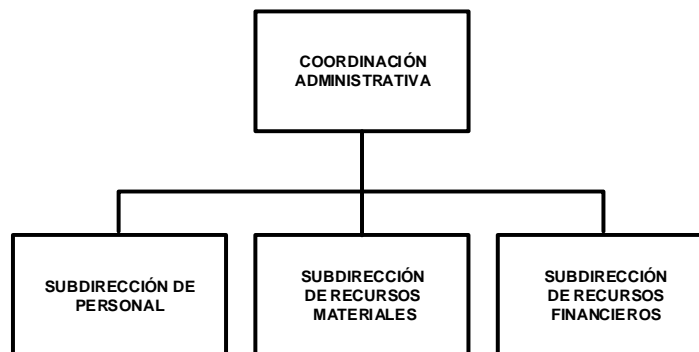 COORDINACIÓN
ADMINISTRATIVA
SUBDIRECCIÓN DE
PERSONAL
SUBDIRECCIÓN
DE RECURSOS
MATERIALES
SUBDIRECCIÓN
DE RECURSOS
FINANCIEROS